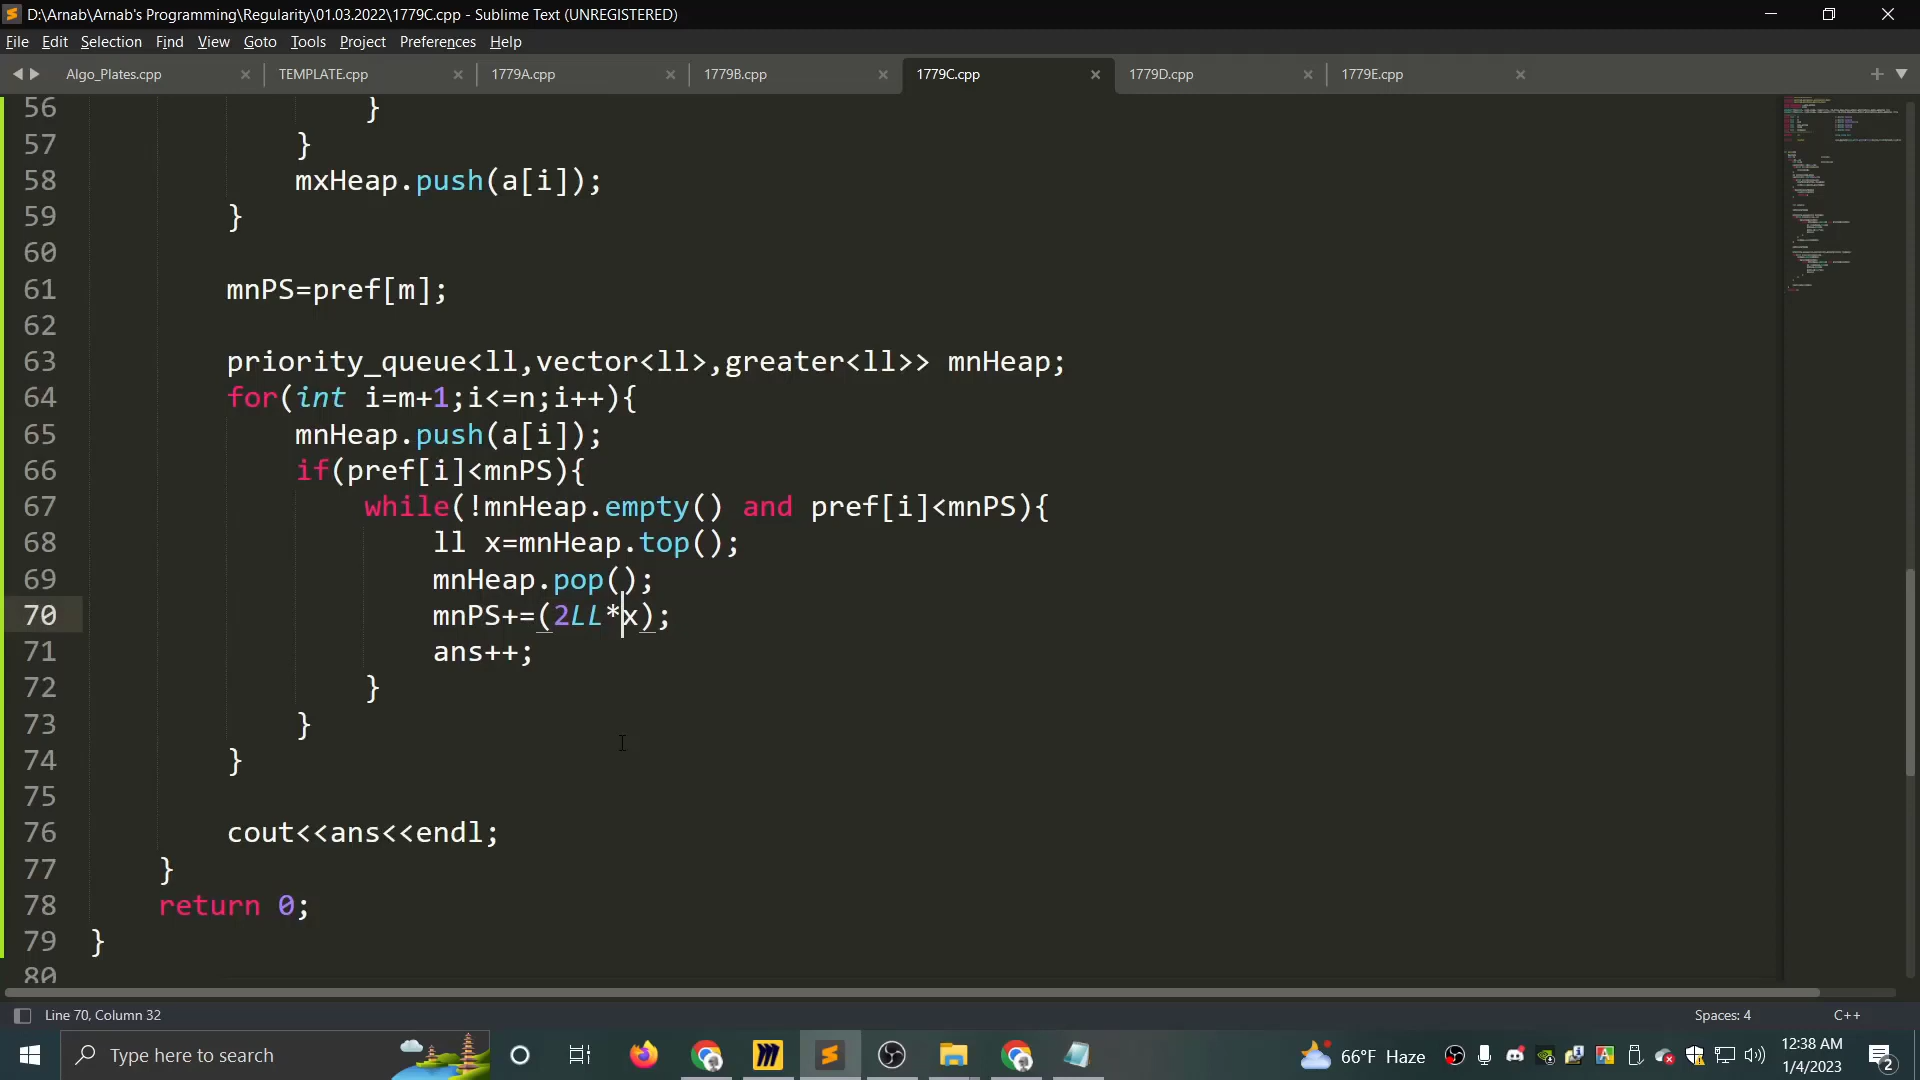 D:\Arnab\Arnab's Programming\Regularity\01.03.2022\1779C.cpp - Sublime Text (UNREGISTERED)
File Edit Selection Find View Goto Tools Project Preferences Help
Algo_Plates.cpp TEMPLATE.cpp 1779A.cpp 1779B.cpp 1779C.cpp 1779D.cpp 1779E.cpp
56 }
57 }
58 mxHeap.push(a[i]);
59 }
60
61 mnPS=pref[m];
62
63 priority_queue<ll,vector<ll>,greater<ll>> mnHeap;
64 for(int i=m+1;i<=n;i++){
65 mnHeap.push(a[i]);
66 if(pref[i]<mnPS){
67 while(!mnHeap.empty() and pref[i]<mnPS){
68 ll x=mnHeap.top();
69 mnHeap.pop();
70 mnPS+=(2LL*x);
71 ans++;
72 }
73 }
74 }
75
76 cout<<ans<<endl;
77 }
78 return 0;
79 }
80
Line 70, Column 32 Spaces: 4 C++
Type here to search 66°F Haze 12:38 AM
1/4/2023 2